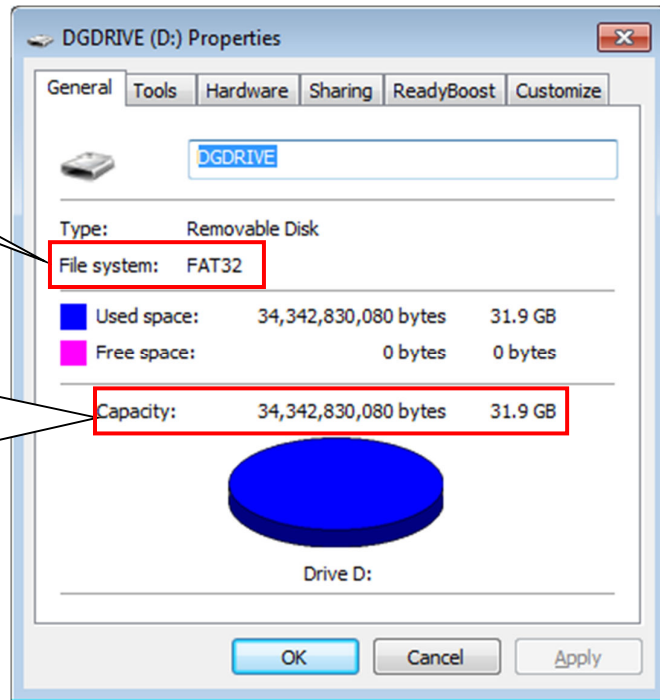 DGDRIVE (D:) Properties
General Tools Hardware Sharing ReadyBoost Customize
DGDRIVE
Type: Removable Disk
File system: FAT32
Used space: 34,342,830,080 bytes 31.9 GB
Free space: 0 bytes 0 bytes
Capacity: 34,342,830,080 bytes 31.9 GB
Drive D:
OK Cancel Apply